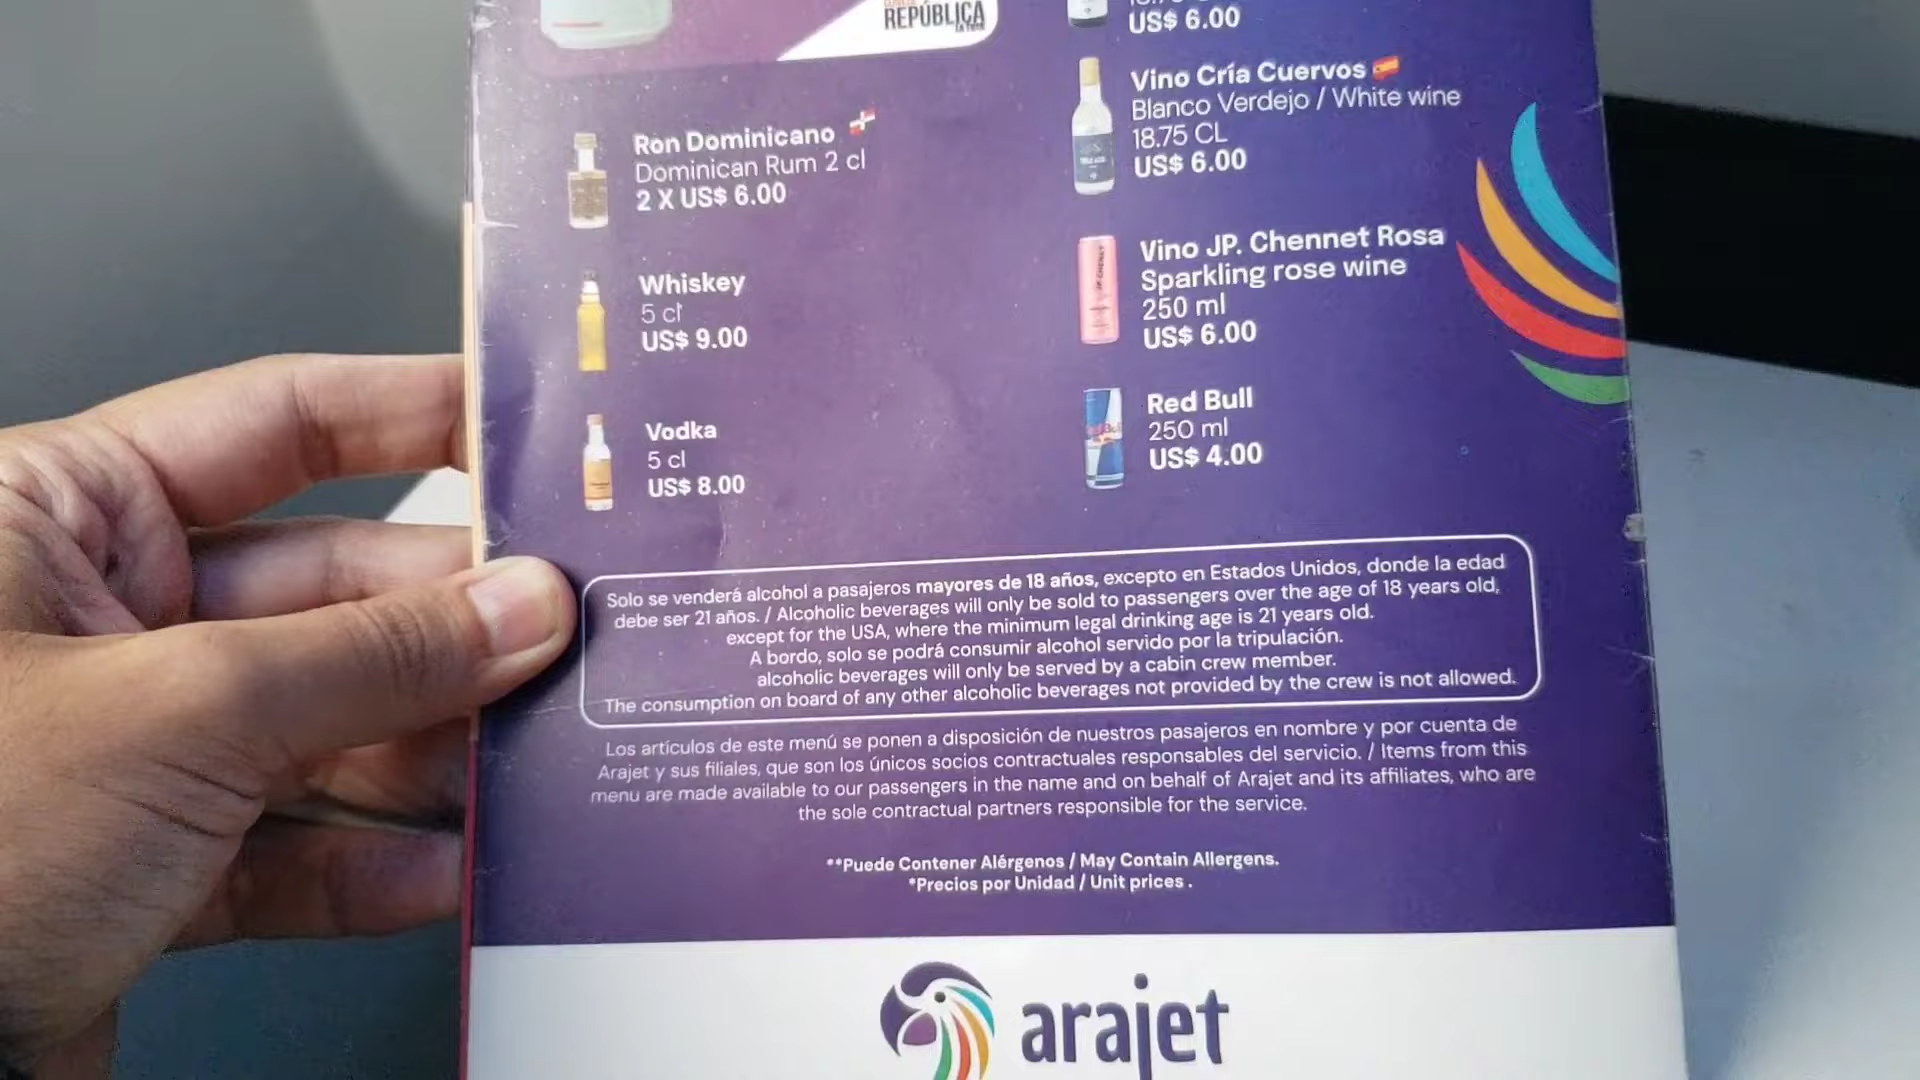 REPÚBLICA
US$ 6.00
Ron Dominicano
Dominican Rum 2 cl
2 X US$ 6.00
Whiskey
5 cl
US$ 9.00
Vodka
5 cl
US$ 8.00
Vino Cría Cuervos
Blanco Verdejo / White wine
18.75 CL
US$ 6.00
Vino JP. Chennet Rosa
Sparkling rose wine
250 ml
US$ 6.00
Red Bull
250 ml
US$ 4.00
Solo se venderá alcohol a pasajeros mayores de 18 años, excepto en Estados Unidos, donde la edad
debe ser 21 años. / Alcoholic beverages will only be sold to passengers over the age of 18 years old,
except for the USA, where the minimum legal drinking age is 21 years old.
A bordo, solo se podrá consumir alcohol servido por la tripulación.
alcoholic beverages will only be served by a cabin crew member.
The consumption on board of any other alcoholic beverages not provided by the crew is not allowed.
Los artículos de este menú se ponen a disposición de nuestros pasajeros en nombre y por cuenta de
Arajet y sus filiales, que son los únicos socios contractuales responsables del servicio. / Items from this
menu are made available to our passengers in the name and on behalf of Arajet and its affiliates, who are
the sole contractual partners responsible for the service.
**Puede Contener Alérgenos / May Contain Allergens.
*Precios por Unidad / Unit prices .
arajet